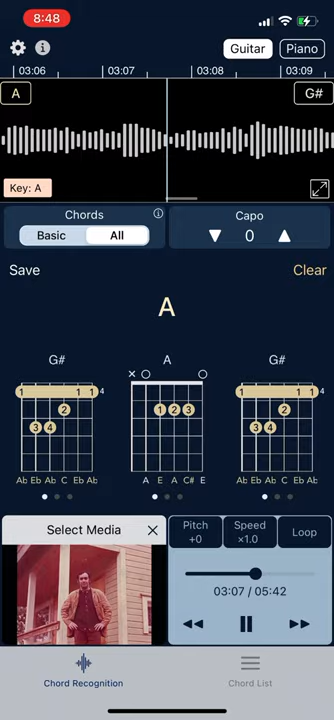 8:48
Guitar
Piano
03:06 03:07 03:08 03:09
A
G#
Key: A
Chords
Capo
Basic
All
0
Save
Clear
A
G# A G#
1 1 1 4
2
3 4
Ab Eb Ab C Eb Ab
× ○ ○
1 2 3
A E A C# E
1 1 1 4
2
3 4
Ab Eb Ab C Eb Ab
Select Media ×
Pitch
+0
Speed
×1.0
Loop
03:07 / 05:42
Chord Recognition
Chord List